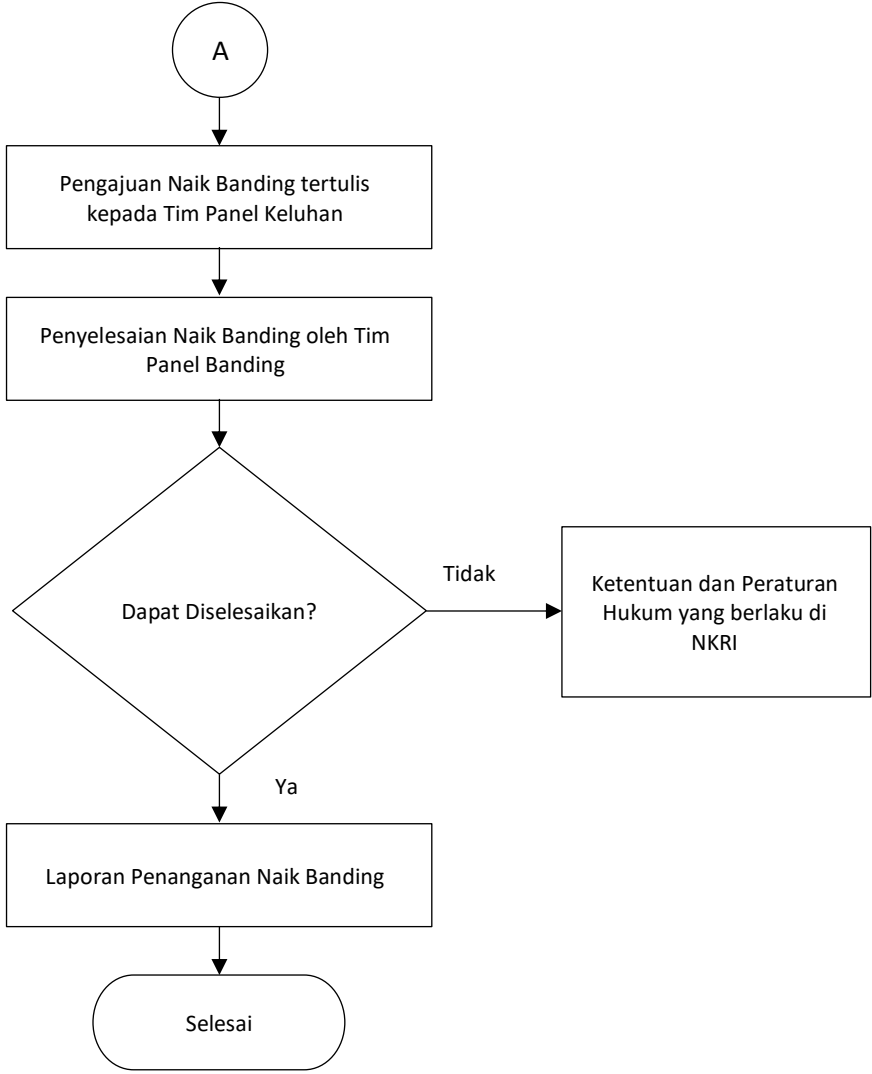 A
Pengajuan Naik Banding tertulis
kepada Tim Panel Keluhan
Penyelesaian Naik Banding oleh Tim
Panel Banding
Dapat Diselesaikan?
Tidak
Ketentuan dan Peraturan
Hukum yang berlaku di
NKRI
Ya
Laporan Penanganan Naik Banding
Selesai